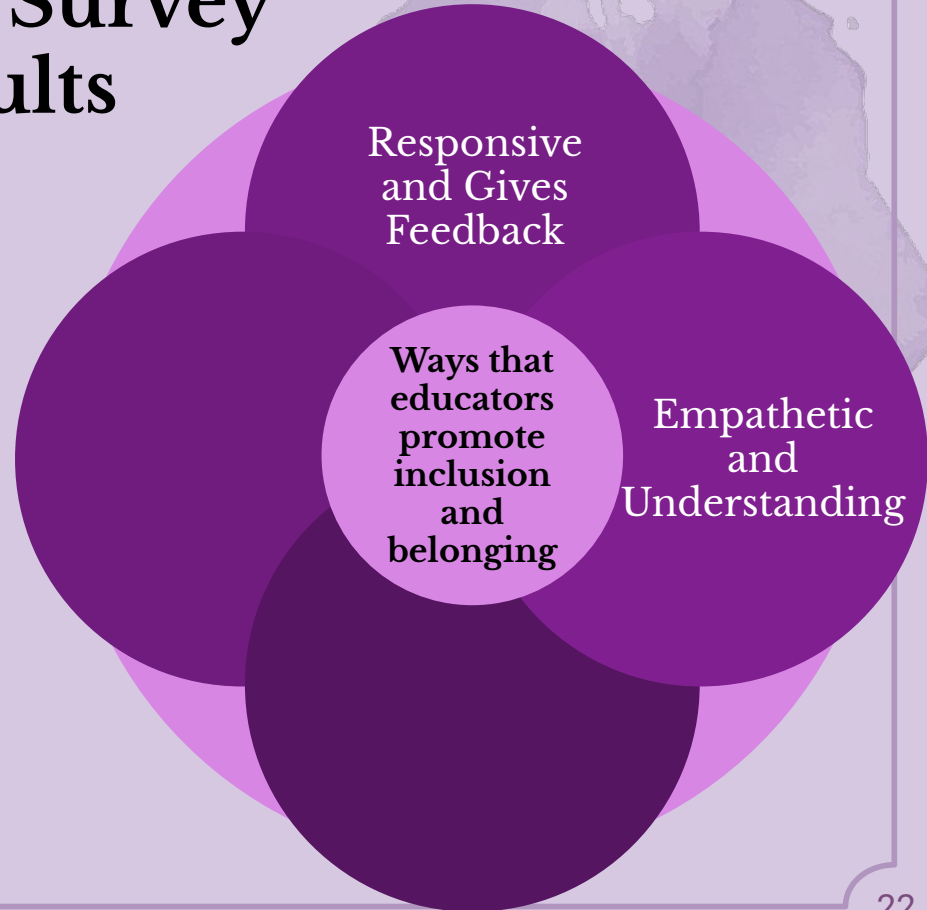 Survey
ults
Responsive
and Gives
Feedback
Ways that
educators
promote
inclusion
and
belonging
Empathetic
and
Understanding
22